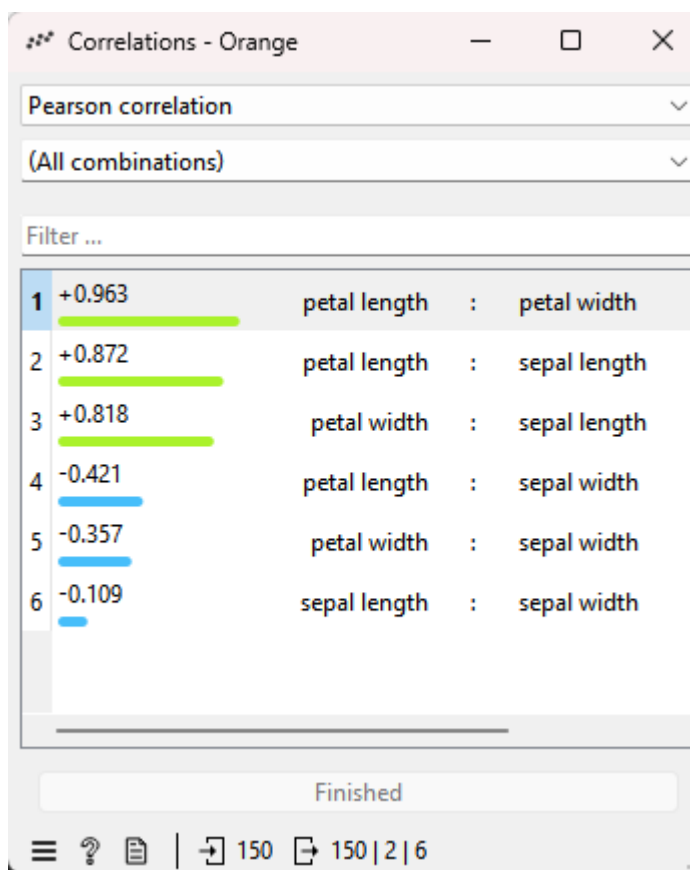 Correlations - Orange
Pearson correlation
(All combinations)
Filter ...
1 +0.963 petal length : petal width
2 +0.872 petal length : sepal length
3 +0.818 petal width : sepal length
4 -0.421 petal length : sepal width
5 -0.357 petal width : sepal width
6 -0.109 sepal length : sepal width
Finished
? | 150 150 | 2 | 6